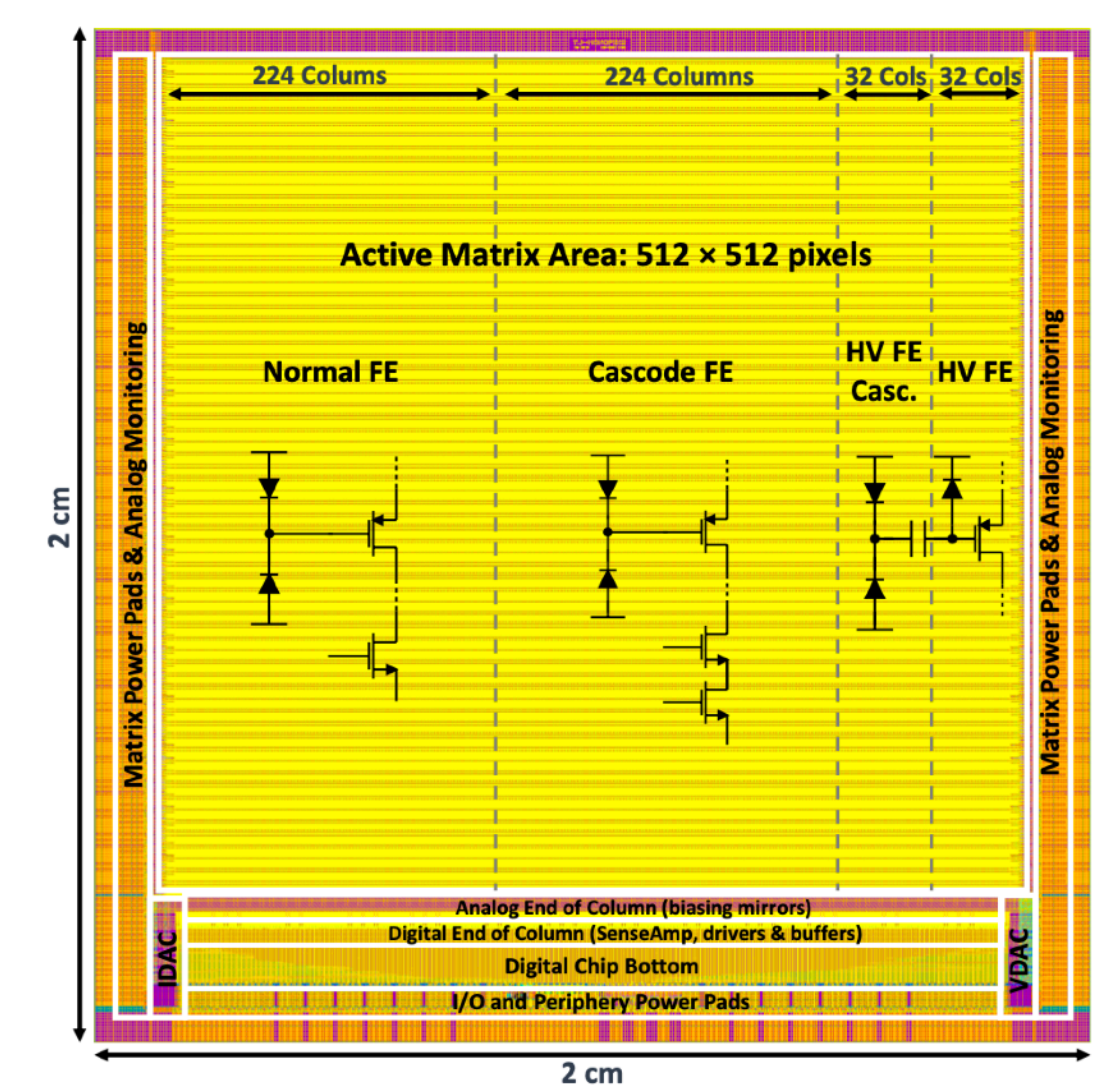 224 Colums
224 Columns
32 Cols
32 Cols
Active Matrix Area: 512 × 512 pixels
Normal FE
Cascode FE
HV FE
Casc.
HV FE
Matrix Power Pads & Analog Monitoring
Matrix Power Pads & Analog Monitoring
2 cm
Analog End of Column (biasing mirrors)
Digital End of Column (SenseAmp, drivers & buffers)
IDAC
Digital Chip Bottom
VDAC
I/O and Periphery Power Pads
2 cm